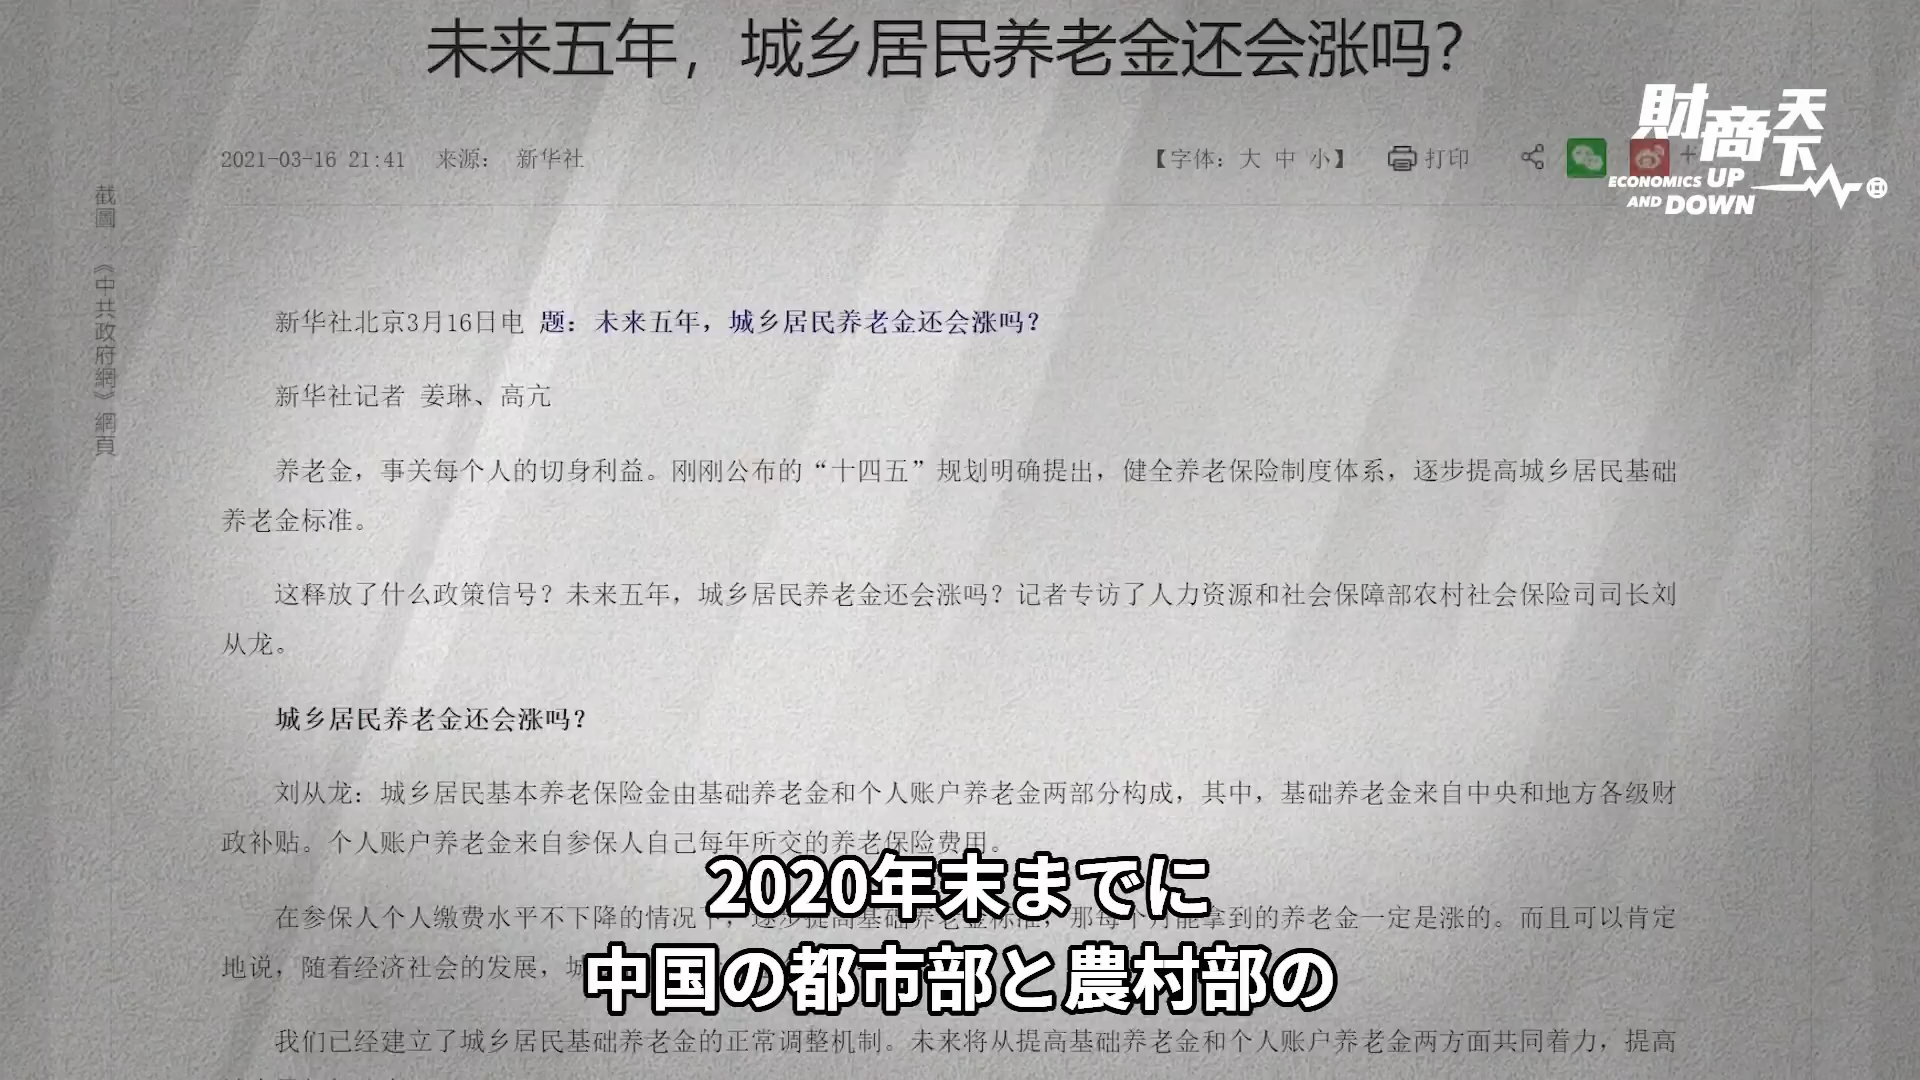 未来五年，城乡居民养老金还会涨吗？
财商天下
ECONOMICS UP
AND DOWN
2021-03-16 21:41 来源： 新华社
【字体：大 中 小】 打印
截圖 《中共政府網》網頁
新华社北京3月16日电 题：未来五年，城乡居民养老金还会涨吗？
新华社记者 姜琳、高亢
养老金，事关每个人的切身利益。刚刚公布的“十四五”规划明确提出，健全养老保险制度体系，逐步提高城乡居民基础
养老金标准。
这释放了什么政策信号？未来五年，城乡居民养老金还会涨吗？记者专访了人力资源和社会保障部农村社会保险司司长刘
从龙。
城乡居民养老金还会涨吗？
刘从龙：城乡居民基本养老保险金由基础养老金和个人账户养老金两部分构成，其中，基础养老金来自中央和地方各级财
政补贴。个人账户养老金来自参保人自己每年所交的养老保险费用。
在参保人个人缴费水平不下降的情况下，逐步提高基础养老金标准，那每个月能拿到的养老金一定是涨的。而且可以肯定
地说，随着经济社会的发展，城
我们已经建立了城乡居民基础养老金的正常调整机制。未来将从提高基础养老金和个人账户养老金两方面共同着力，提高
2020年末までに
中国の都市部と農村部の